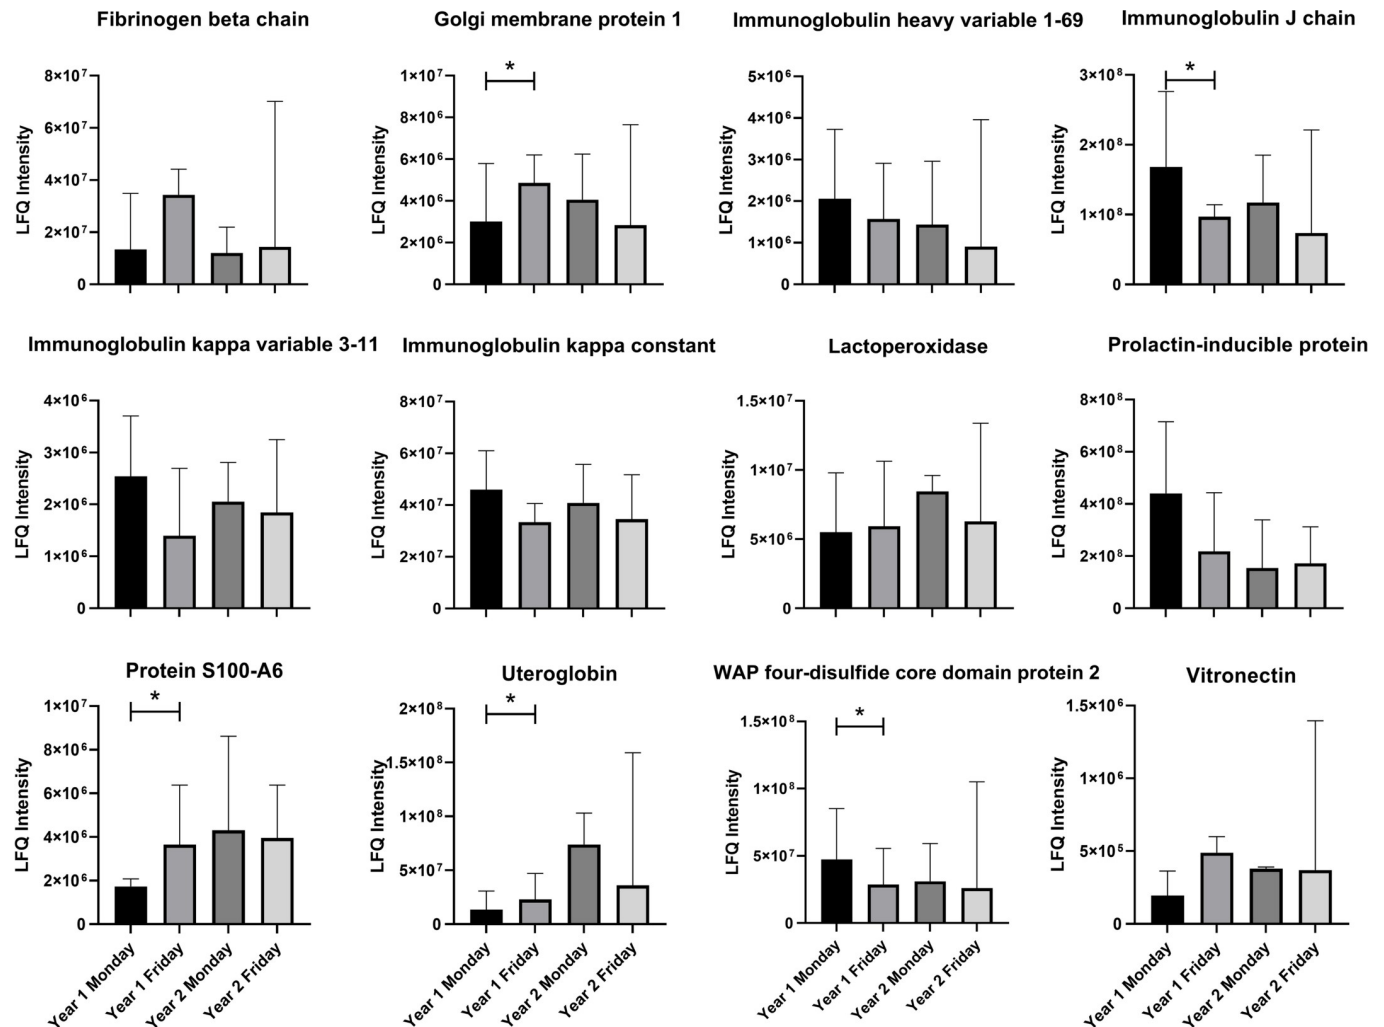 Fibrinogen beta chain
8×10⁷
6×10⁷
4×10⁷
2×10⁷
0
LFQ Intensity
Golgi membrane protein 1
*
1×10⁷
8×10⁶
6×10⁶
4×10⁶
2×10⁶
0
LFQ Intensity
Immunoglobulin heavy variable 1-69
5×10⁶
4×10⁶
3×10⁶
2×10⁶
1×10⁶
0
LFQ Intensity
Immunoglobulin J chain
*
3×10⁸
2×10⁸
1×10⁸
0
LFQ Intensity
Immunoglobulin kappa variable 3-11
4×10⁶
3×10⁶
2×10⁶
1×10⁶
0
LFQ Intensity
Immunoglobulin kappa constant
8×10⁷
6×10⁷
4×10⁷
2×10⁷
0
LFQ Intensity
Lactoperoxidase
1.5×10⁷
1×10⁷
5×10⁶
0
LFQ Intensity
Prolactin-inducible protein
8×10⁸
6×10⁸
4×10⁸
2×10⁸
0
LFQ Intensity
Protein S100-A6
*
1×10⁷
8×10⁶
6×10⁶
4×10⁶
2×10⁶
0
LFQ Intensity
Year 1 Monday
Year 1 Friday
Year 2 Monday
Year 2 Friday
Uteroglobin
*
2×10⁸
1.5×10⁸
1×10⁸
5×10⁷
0
LFQ Intensity
Year 1 Monday
Year 1 Friday
Year 2 Monday
Year 2 Friday
WAP four-disulfide core domain protein 2
*
1.5×10⁸
1×10⁸
5×10⁷
0
LFQ Intensity
Year 1 Monday
Year 1 Friday
Year 2 Monday
Year 2 Friday
Vitronectin
1.5×10⁶
1×10⁶
5×10⁵
0
LFQ Intensity
Year 1 Monday
Year 1 Friday
Year 2 Monday
Year 2 Friday